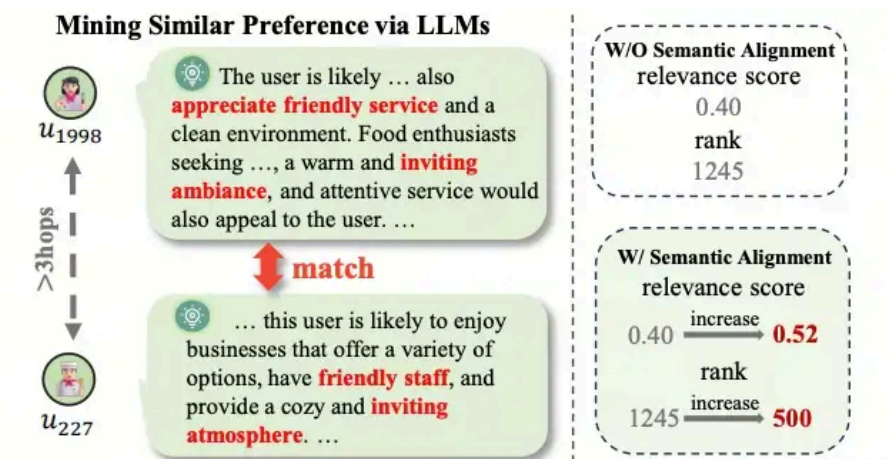 Mining Similar Preference via LLMs
u1998
>3hops
u227
The user is likely … also
appreciate friendly service and a
clean environment. Food enthusiasts
seeking …, a warm and inviting
ambiance, and attentive service would
also appeal to the user. …
match
… this user is likely to enjoy
businesses that offer a variety of
options, have friendly staff, and
provide a cozy and inviting
atmosphere. …
W/O Semantic Alignment
relevance score
0.40
rank
1245
W/ Semantic Alignment
relevance score
0.40 increase 0.52
rank
1245 increase 500